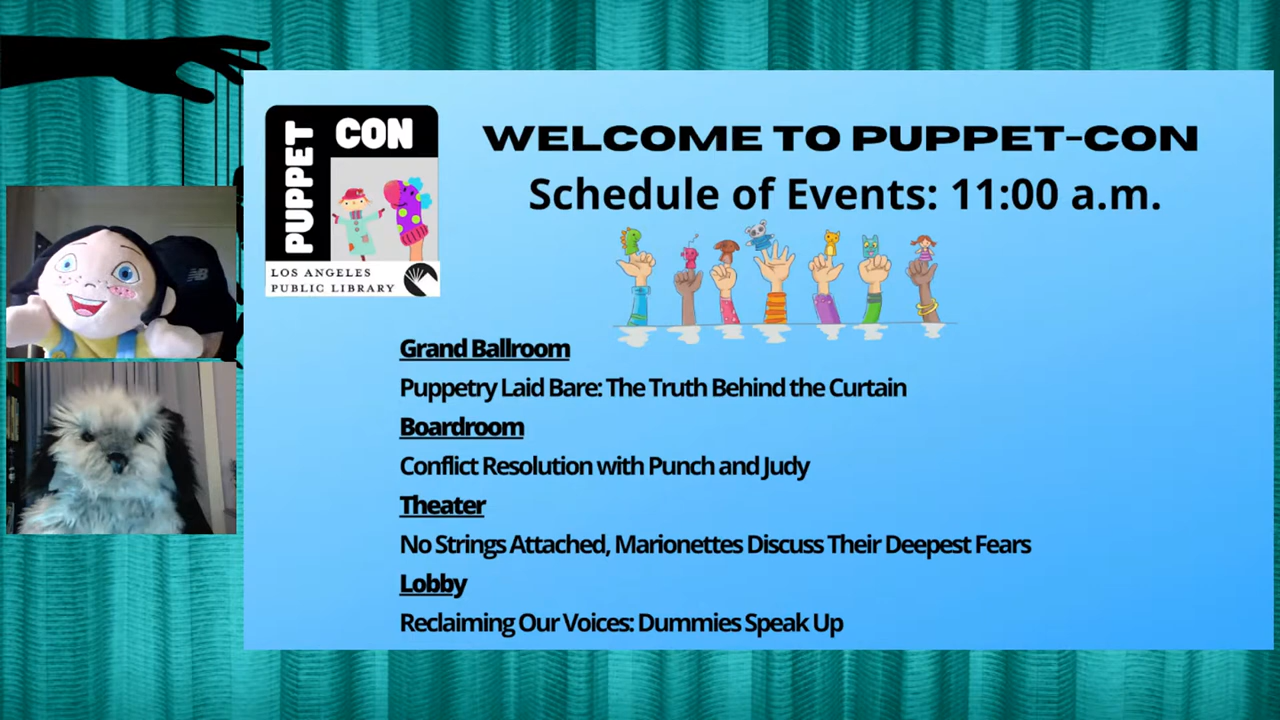 PUPPET
CON
LOS ANGELES
PUBLIC LIBRARY
WELCOME TO PUPPET-CON
Schedule of Events: 11:00 a.m.
Grand Ballroom
Puppetry Laid Bare: The Truth Behind the Curtain
Boardroom
Conflict Resolution with Punch and Judy
Theater
No Strings Attached, Marionettes Discuss Their Deepest Fears
Lobby
Reclaiming Our Voices: Dummies Speak Up
NB